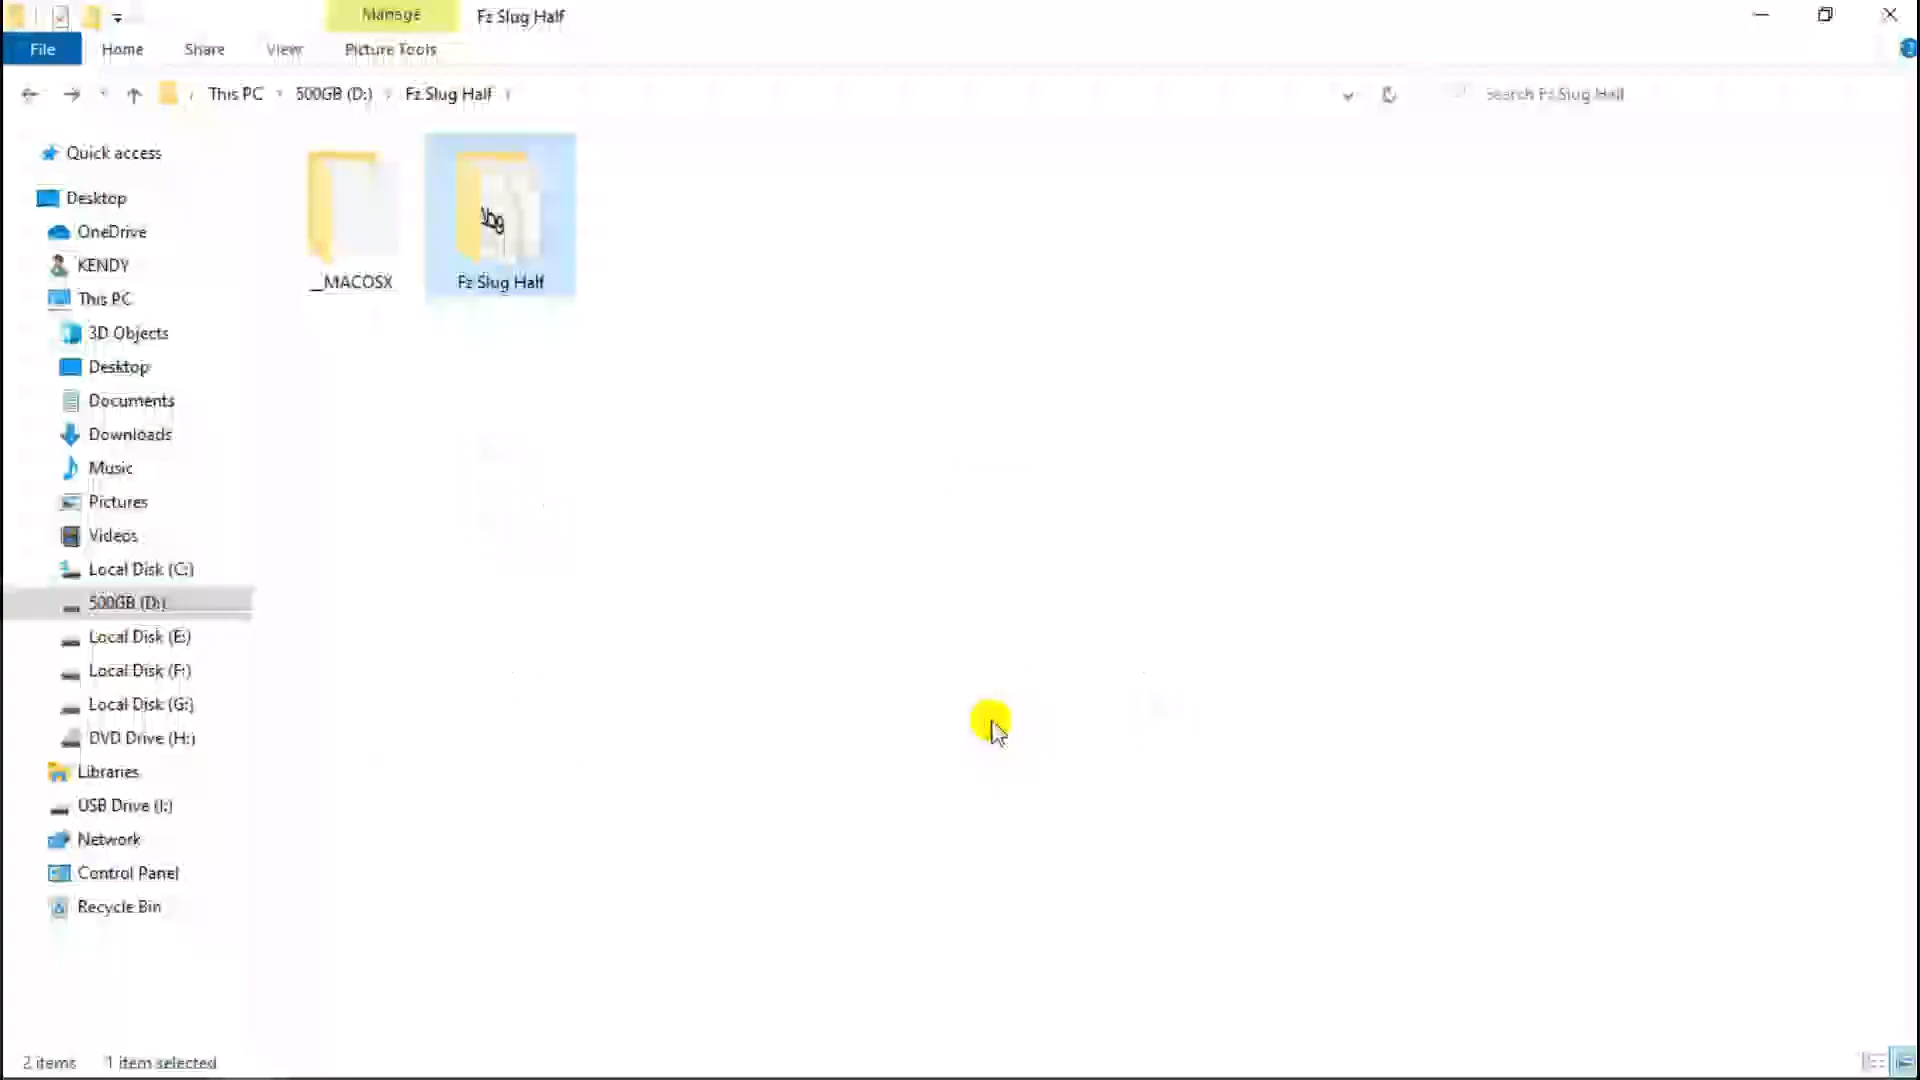 Manage
Fz Slug Half
File
Home
Share
View
Picture Tools
This PC
500GB (D:)
Fz Slug Half
Search Fz Slug Half
Quick access
Desktop
OneDrive
KENDY
This PC
3D Objects
Desktop
Documents
Downloads
Music
Pictures
Videos
Local Disk (C:)
500GB (D:)
Local Disk (E:)
Local Disk (F:)
Local Disk (G:)
DVD Drive (H:)
Libraries
USB Drive (I:)
Network
Control Panel
Recycle Bin
__MACOSX
Abg
Fz Slug Half
2 items
1 item selected